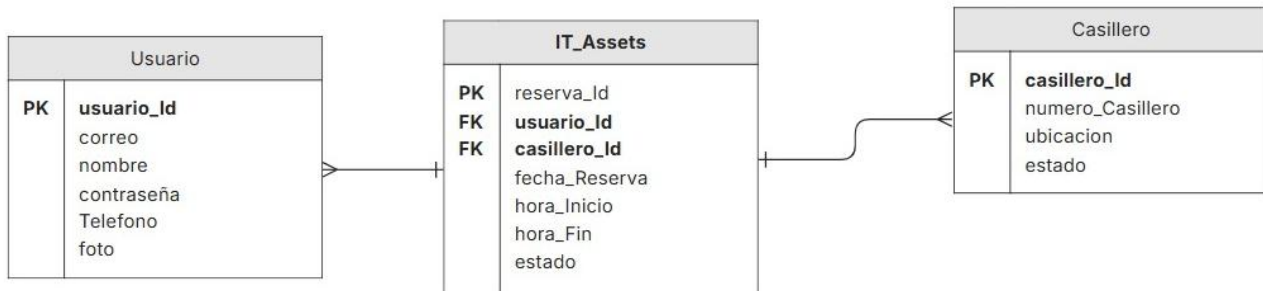 Usuario
PK usuario_Id
correo
nombre
contraseña
Telefono
foto
IT_Assets
PK reserva_Id
FK usuario_Id
FK casillero_Id
fecha_Reserva
hora_Inicio
hora_Fin
estado
Casillero
PK casillero_Id
numero_Casillero
ubicacion
estado